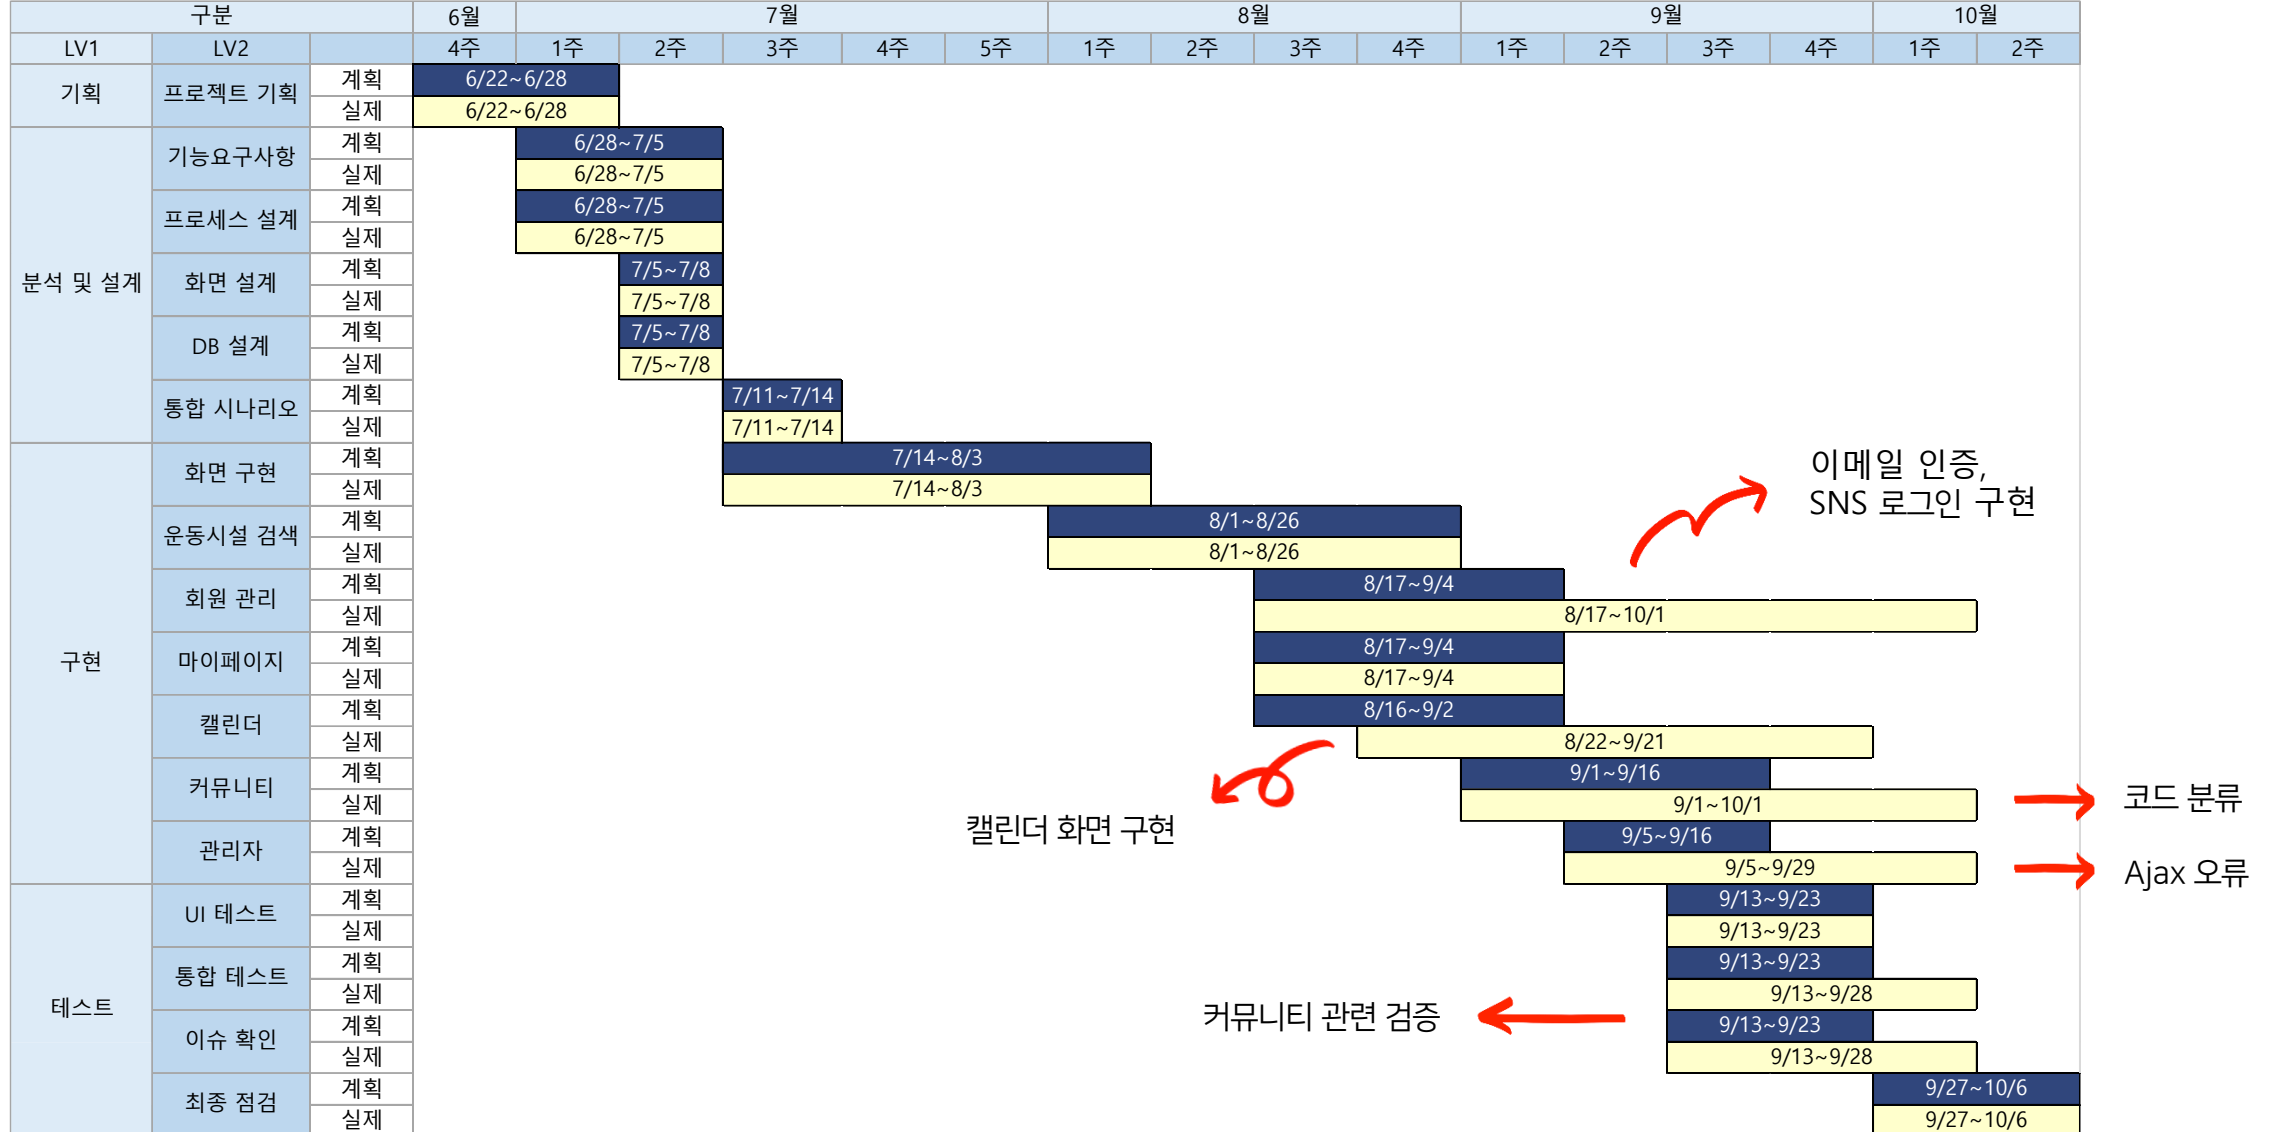 구분 6월 7월 8월 9월 10월
LV1 LV2 4주 1주 2주 3주 4주 5주 1주 2주 3주 4주 1주 2주 3주 4주 1주 2주
기획 프로젝트 기획 계획 6/22~6/28
실제 6/22~6/28
분석 및 설계 기능요구사항 계획 6/28~7/5
실제 6/28~7/5
프로세스 설계 계획 6/28~7/5
실제 6/28~7/5
화면 설계 계획 7/5~7/8
실제 7/5~7/8
DB 설계 계획 7/5~7/8
실제 7/5~7/8
통합 시나리오 계획 7/11~7/14
실제 7/11~7/14
구현 화면 구현 계획 7/14~8/3
실제 7/14~8/3
이메일 인증,
SNS 로그인 구현
운동시설 검색 계획 8/1~8/26
실제 8/1~8/26
회원 관리 계획 8/17~9/4
실제 8/17~10/1
마이페이지 계획 8/17~9/4
실제 8/17~9/4
캘린더 계획 8/16~9/2
실제 8/22~9/21
캘린더 화면 구현
커뮤니티 계획 9/1~9/16
실제 9/1~10/1 코드 분류
관리자 계획 9/5~9/16
실제 9/5~9/29 Ajax 오류
테스트 UI 테스트 계획 9/13~9/23
실제 9/13~9/23
통합 테스트 계획 9/13~9/23
실제 9/13~9/28
커뮤니티 관련 검증
이슈 확인 계획 9/13~9/23
실제 9/13~9/28
최종 점검 계획 9/27~10/6
실제 9/27~10/6